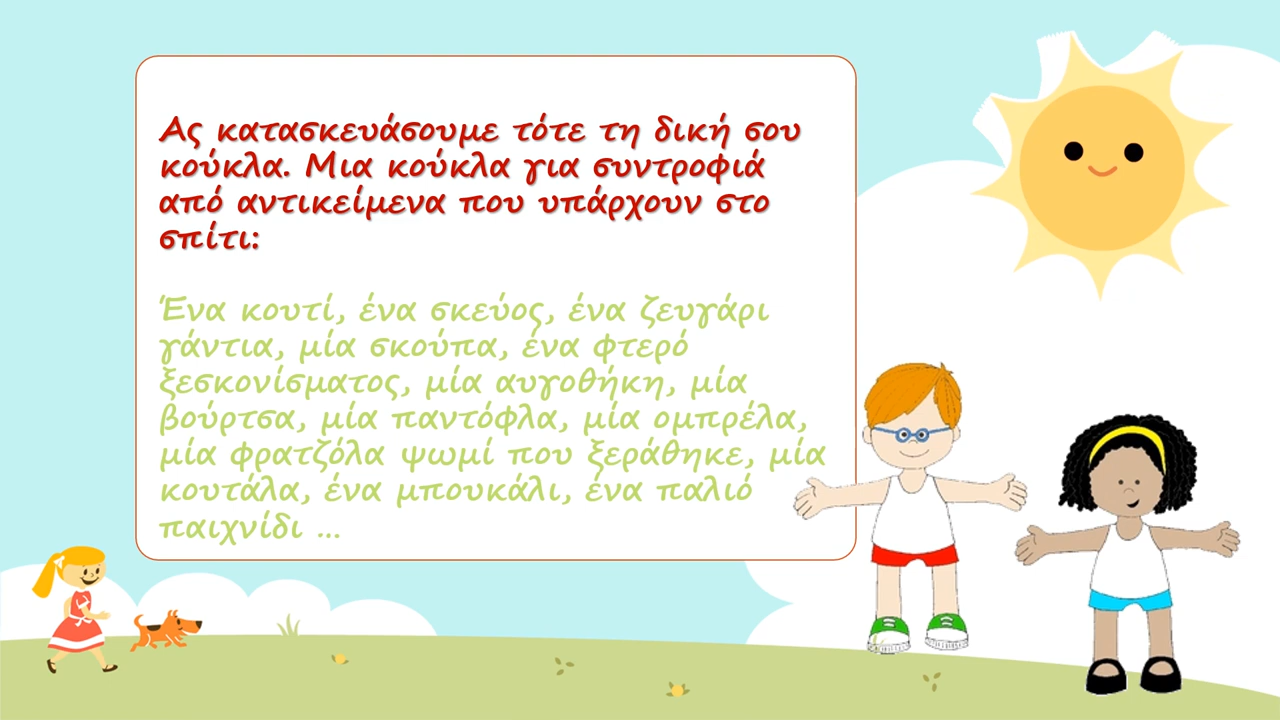 Ας κατασκευάσουμε τότε τη δική σου
κούκλα. Μια κούκλα για συντροφιά
από αντικείμενα που υπάρχουν στο
σπίτι:
Ένα κουτί, ένα σκεύος, ένα ζευγάρι
γάντια, μία σκούπα, ένα φτερό
ξεσκονίσματος, μία αυγοθήκη, μία
βούρτσα, μία παντόφλα, μία ομπρέλα,
μία φρατζόλα ψωμί που ξεράθηκε, μία
κουτάλα, ένα μπουκάλι, ένα παλιό
παιχνίδι ...